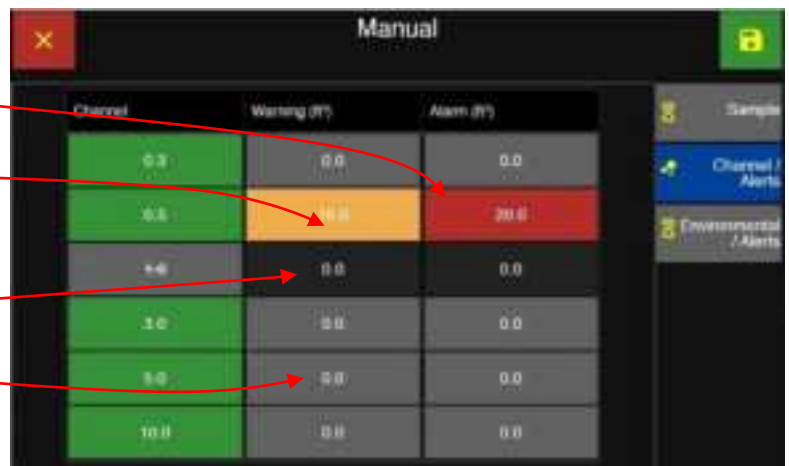 Manual
Channel Warning (ft³) Alarm (ft³)
Sample
0.3 0.0 0.0
Channel / Alerts
0.5 20.0
Environmental / Alerts
0.0 0.0
3.0 0.0 0.0
5.0 0.0 0.0
10.0 0.0 0.0